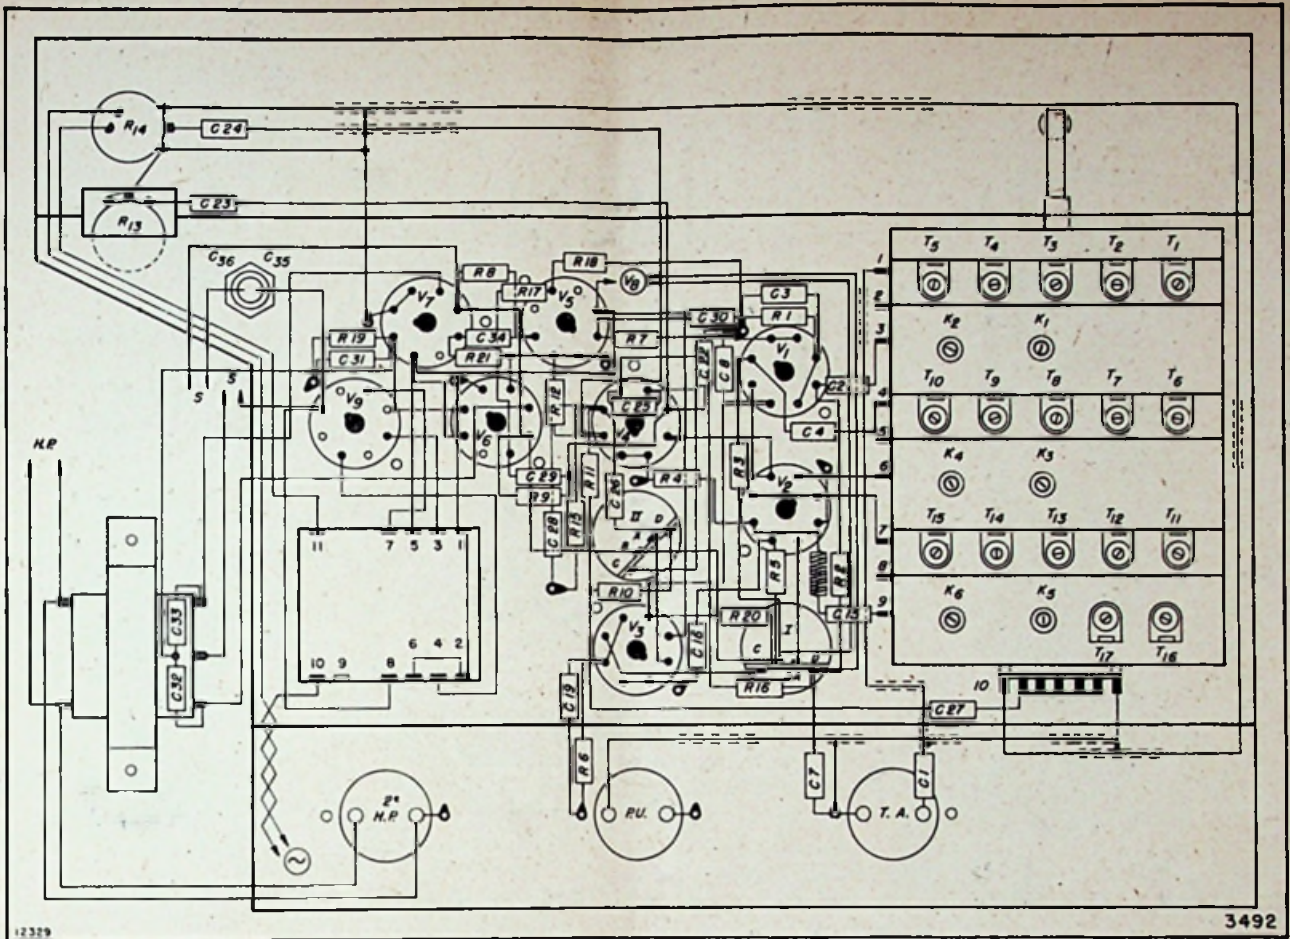 R14
C24
R13
C23
C36 C35
R8
R18
R17
V8
V7
V5
C3
C30
R1
R19
C34
R7
C31
R21
C22
C8
V1
C2
S S
V9
R12
C25
V4
V6
C4
H.P.
C29
R9
R11
C26
R4
R3
V2
C28
R15
II
A
B
C
D
R5
R2
R10
C15
V3
R20
C16
I
C
D
A
R16
C19
C33
C32
11 7 5 3 1
6 4 2
10 9 8
T5 T4 T3 T2 T1
K2 K1
T10 T9 T8 T7 T6
K4 K3
T15 T14 T13 T12 T11
K6 K5
T17 T16
1
2
3
4
5
6
7
8
9
10
C27
R6
C7
C1
2e H.P.
P.U.
T.A.
~
12329
3492